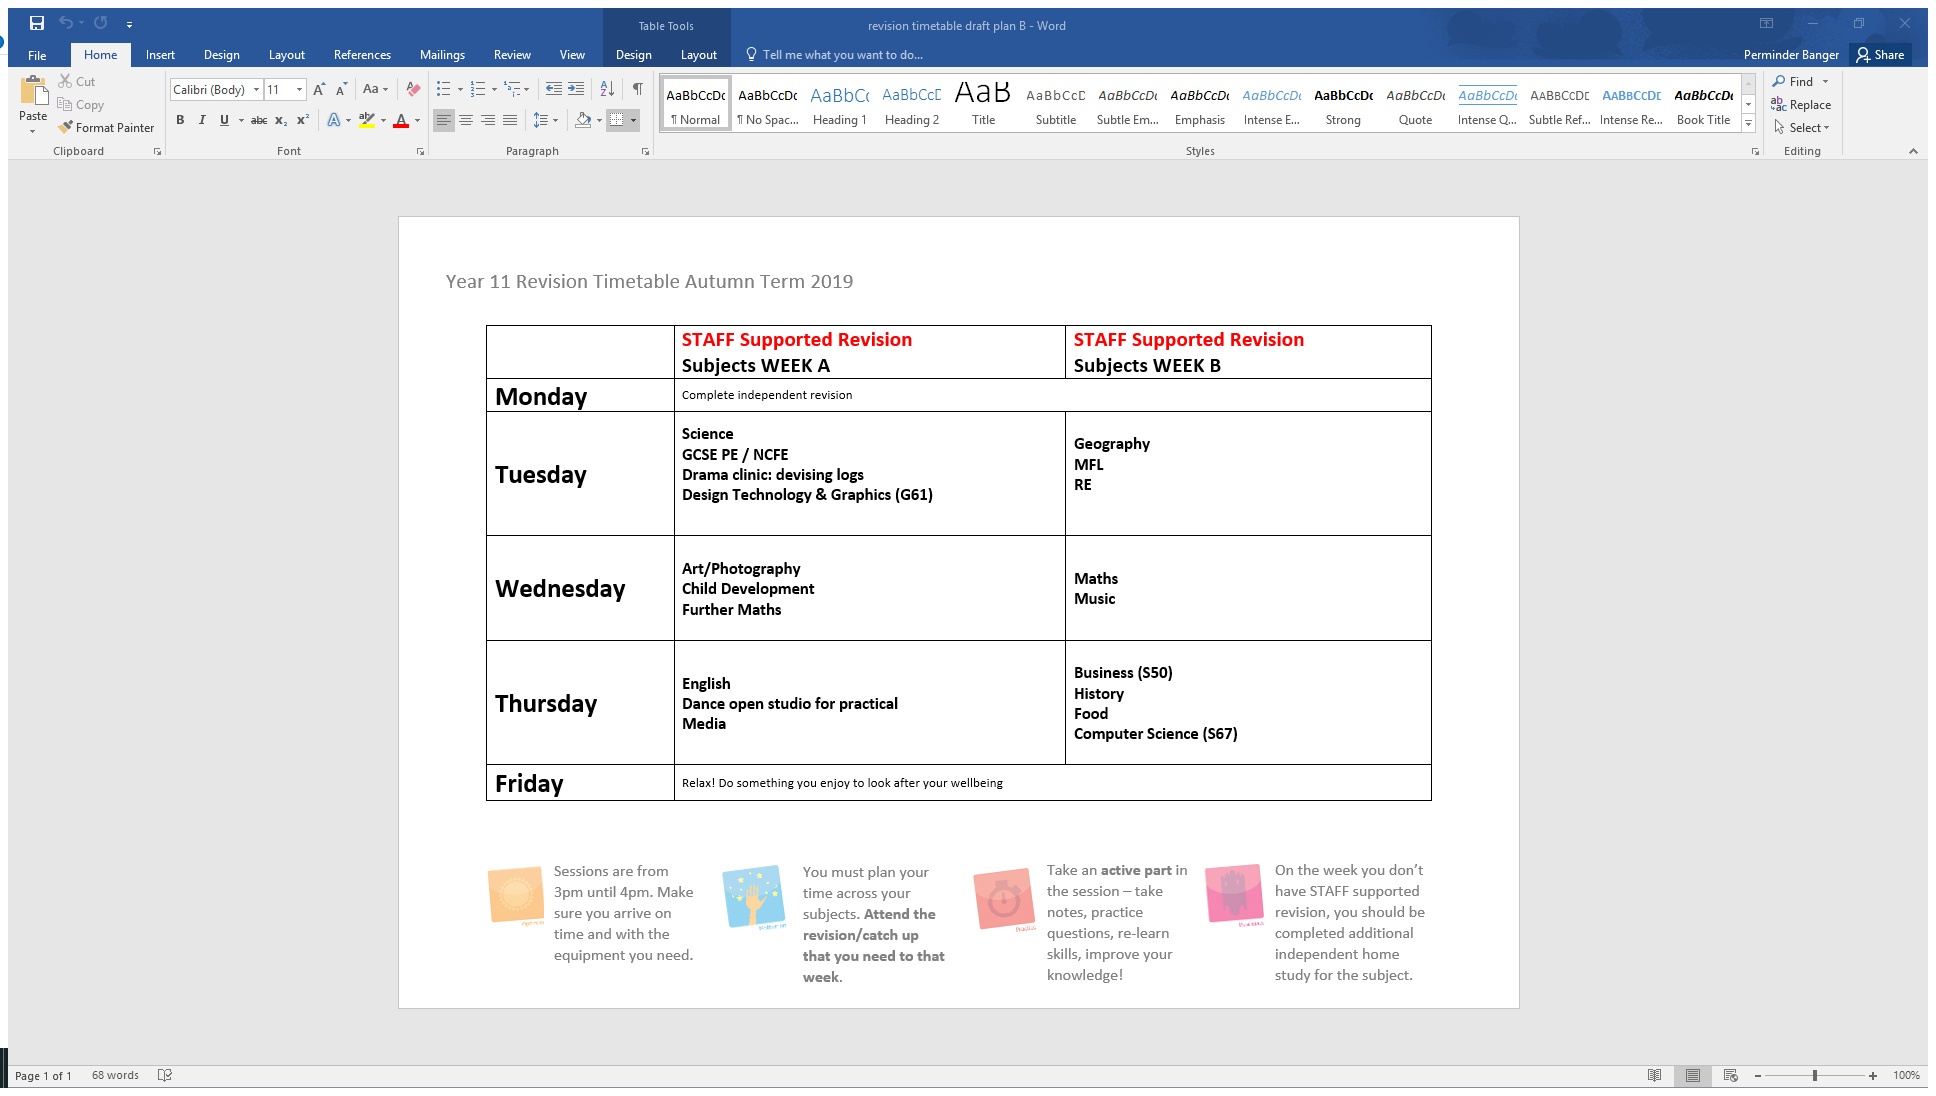 Table Tools
revision timetable draft plan B - Word
File Home Insert Design Layout References Mailings Review View Design Layout Tell me what you want to do... Perminder Banger Share
Paste
Cut
Copy
Format Painter
Clipboard
Calibri (Body) 11
Font
Paragraph
AaBbCcDc AaBbCcDc AaBbCc AaBbCcD AaB AaBbCcD AaBbCcDc AaBbCcDc AaBbCcDc AaBbCcDc AaBbCcDc AaBbCcDc AABBCCDE AABBCCDE AaBbCcDc
¶ Normal ¶ No Spac... Heading 1 Heading 2 Title Subtitle Subtle Em... Emphasis Intense E... Strong Quote Intense Q... Subtle Ref... Intense Re... Book Title
Styles
Find
Replace
Select
Editing
Year 11 Revision Timetable Autumn Term 2019
STAFF Supported Revision
Subjects WEEK A
STAFF Supported Revision
Subjects WEEK B
Monday
Complete independent revision
Tuesday
Science
GCSE PE / NCFE
Drama clinic: devising logs
Design Technology & Graphics (G61)
Geography
MFL
RE
Wednesday
Art/Photography
Child Development
Further Maths
Maths
Music
Thursday
English
Dance open studio for practical
Media
Business (S50)
History
Food
Computer Science (S67)
Friday
Relax! Do something you enjoy to look after your wellbeing
Sessions are from
3pm until 4pm. Make
sure you arrive on
time and with the
equipment you need.
You must plan your
time across your
subjects. Attend the
revision/catch up
that you need to that
week.
Take an active part in
the session – take
notes, practice
questions, re-learn
skills, improve your
knowledge!
On the week you don't
have STAFF supported
revision, you should be
completed additional
independent home
study for the subject.
Page 1 of 1 68 words
100%